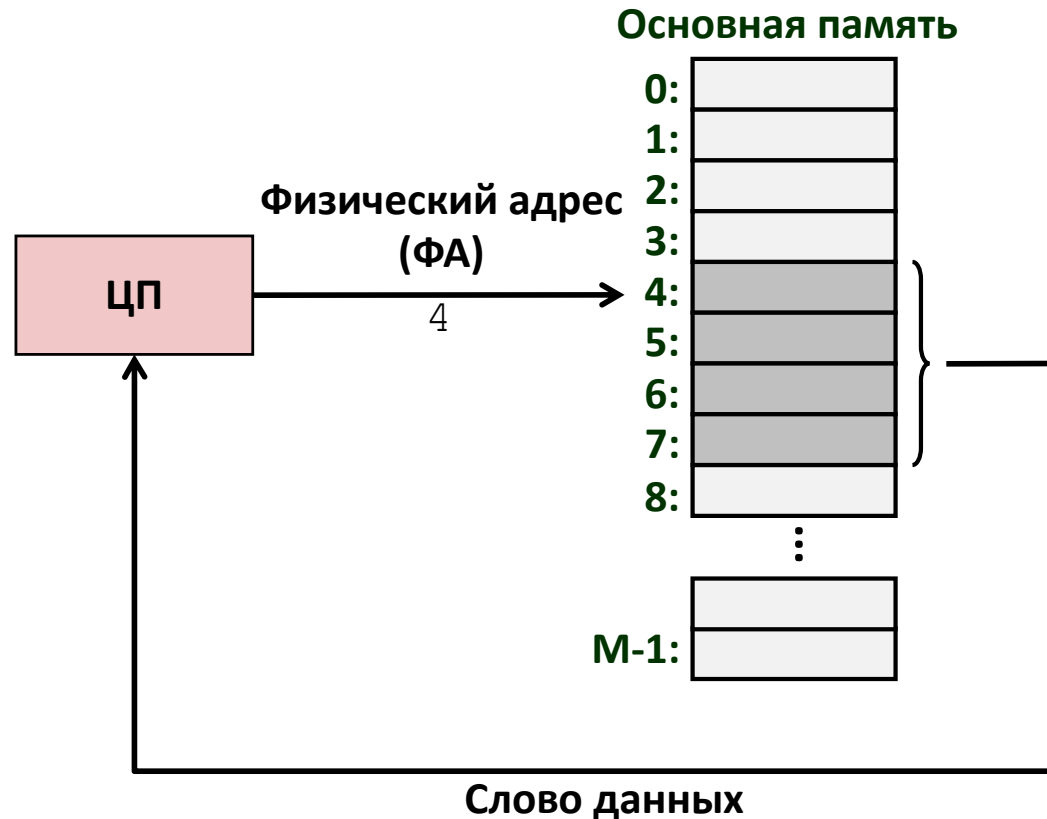 Основная память
0:
1:
2:
Физический адрес
3:
(ФА)
ЦП
4:
4
5:
6:
7:
8:
...
M-1:
Слово данных